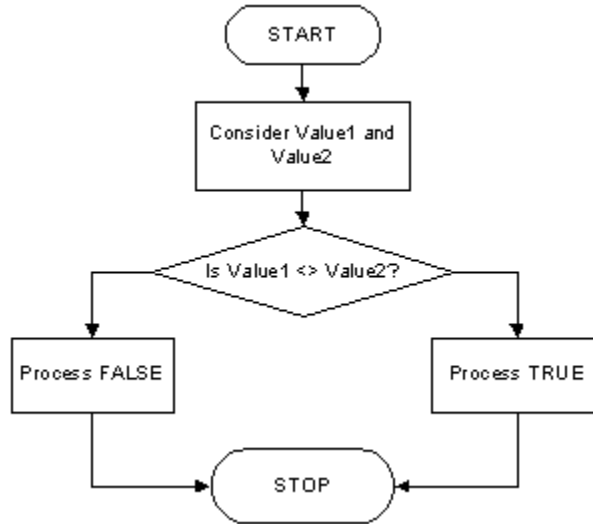 START
Consider Value1 and
Value2
Is Value1 <> Value2?
Process FALSE
Process TRUE
STOP